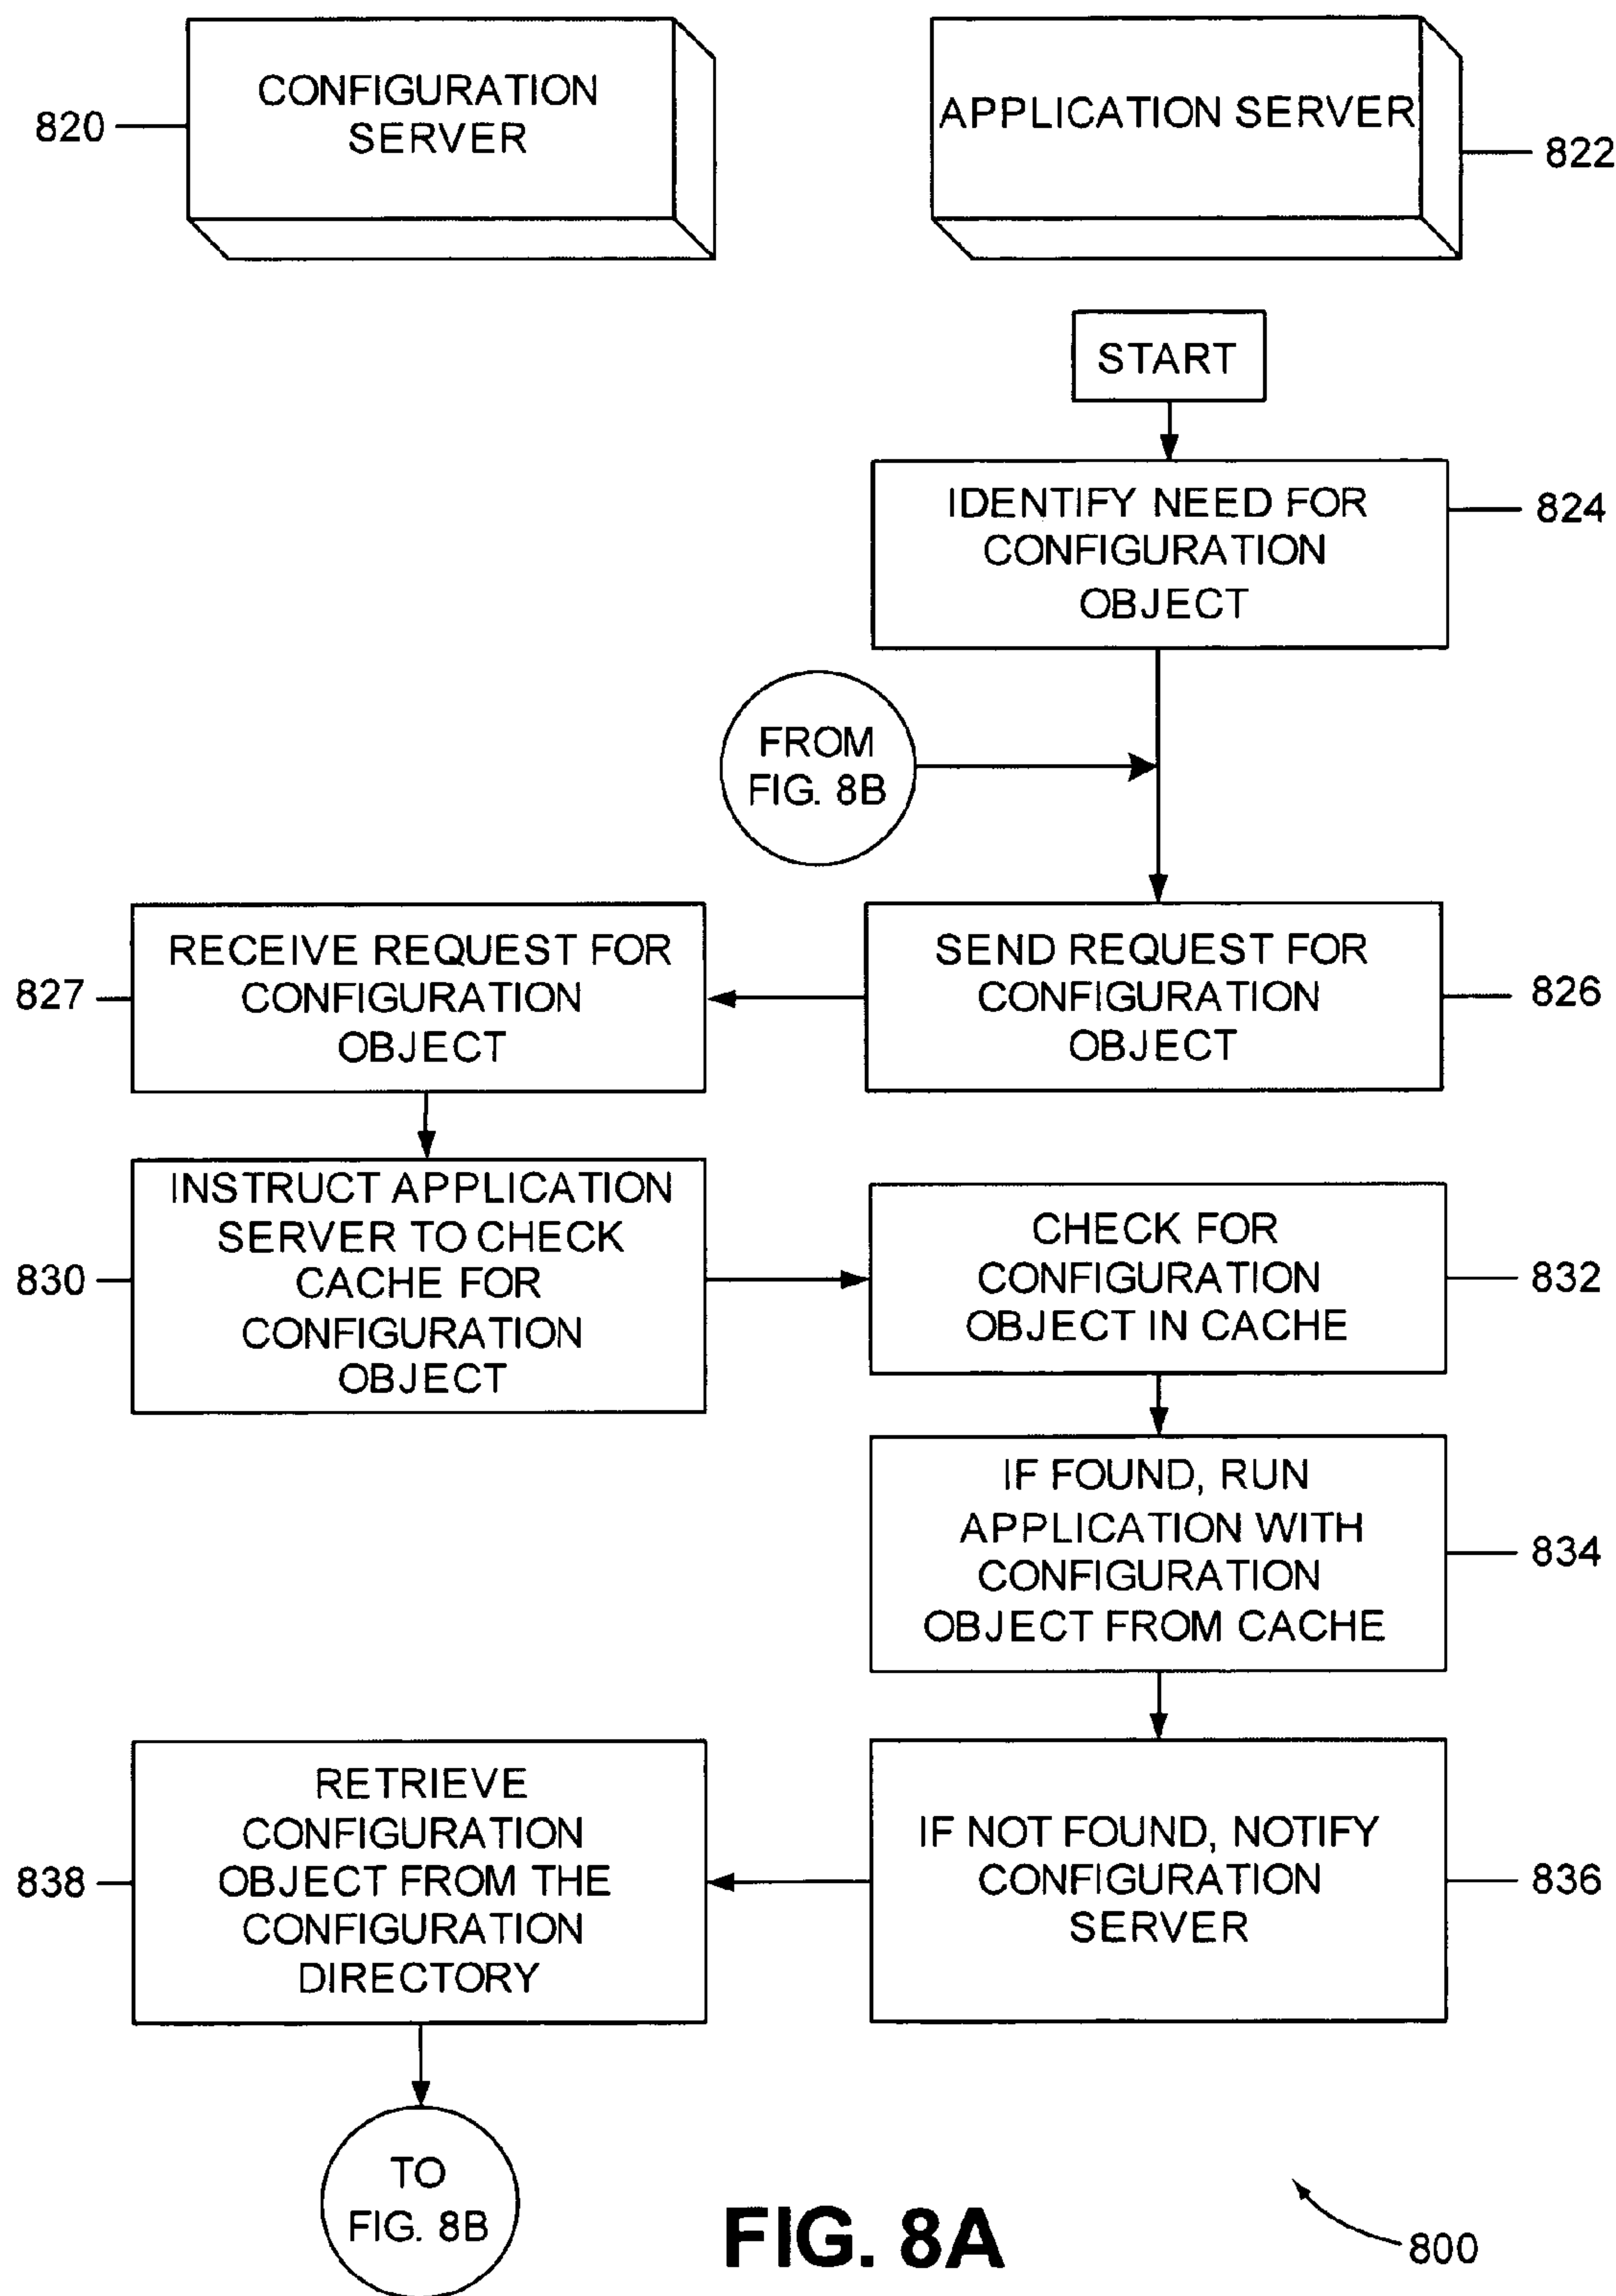 CONFIGURATION
SERVER
820
APPLICATION SERVER
822
START
IDENTIFY NEED FOR
CONFIGURATION
OBJECT
824
FROM
FIG. 8B
RECEIVE REQUEST FOR
CONFIGURATION
OBJECT
827
SEND REQUEST FOR
CONFIGURATION
OBJECT
826
INSTRUCT APPLICATION
SERVER TO CHECK
CACHE FOR
CONFIGURATION
OBJECT
830
CHECK FOR
CONFIGURATION
OBJECT IN CACHE
832
IF FOUND, RUN
APPLICATION WITH
CONFIGURATION
OBJECT FROM CACHE
834
RETRIEVE
CONFIGURATION
OBJECT FROM THE
CONFIGURATION
DIRECTORY
838
IF NOT FOUND, NOTIFY
CONFIGURATION
SERVER
836
TO
FIG. 8B
FIG. 8A
800